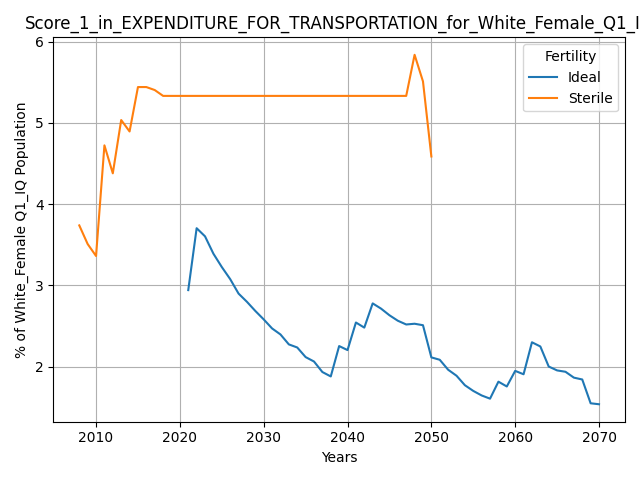 Score_1_in_EXPENDITURE_FOR_TRANSPORTATION_for_White_Female_Q1_I
6
5
4
3
2
% of White_Female Q1_IQ Population
Fertility
Ideal
Sterile
2010 2020 2030 2040 2050 2060 2070
Years